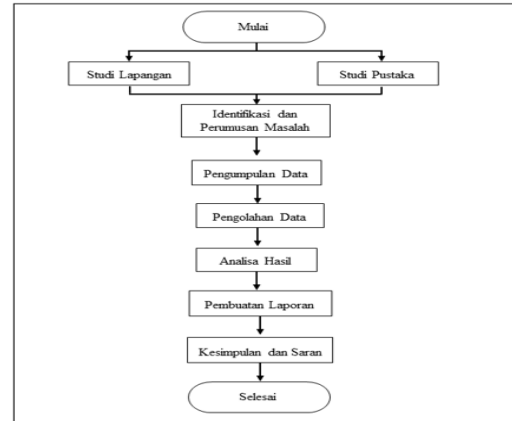 Mulai
Studi Lapangan
Studi Pustaka
Identifikasi dan
Perumusan Masalah
Pengumpulan Data
Pengolahan Data
Analisa Hasil
Pembuatan Laporan
Kesimpulan dan Saran
Selesai